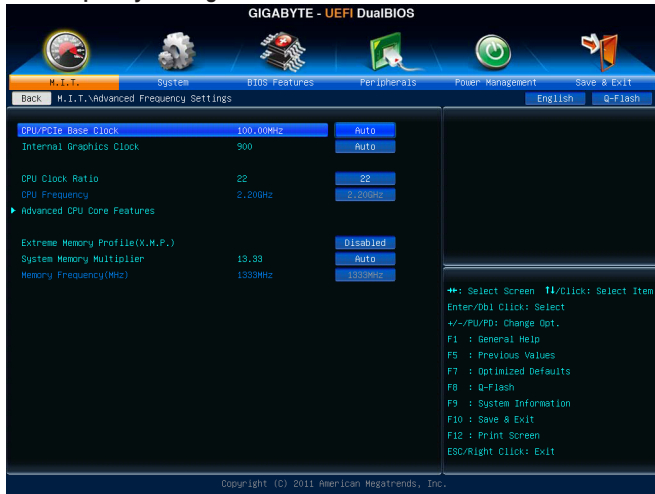 GIGABYTE - UEFI DualBIOS
M.I.T. System BIOS Features Peripherals Power Management Save & Exit
Back M.I.T.\Advanced Frequency Settings English Q-Flash
CPU/PCIe Base Clock 100.00MHz Auto
Internal Graphics Clock 900 Auto
CPU Clock Ratio 22 22
CPU Frequency 2.20GHz 2.20GHz
Advanced CPU Core Features
Extreme Memory Profile(X.M.P.) Disabled
System Memory Multiplier 13.33 Auto
Memory Frequency(MHz) 1333MHz 1333MHz
→←: Select Screen ↑↓/Click: Select Item
Enter/Dbl Click: Select
+/-/PU/PD: Change Opt.
F1 : General Help
F5 : Previous Values
F7 : Optimized Defaults
F8 : Q-Flash
F9 : System Information
F10 : Save & Exit
F12 : Print Screen
ESC/Right Click: Exit
Copyright (C) 2011 American Megatrends, Inc.